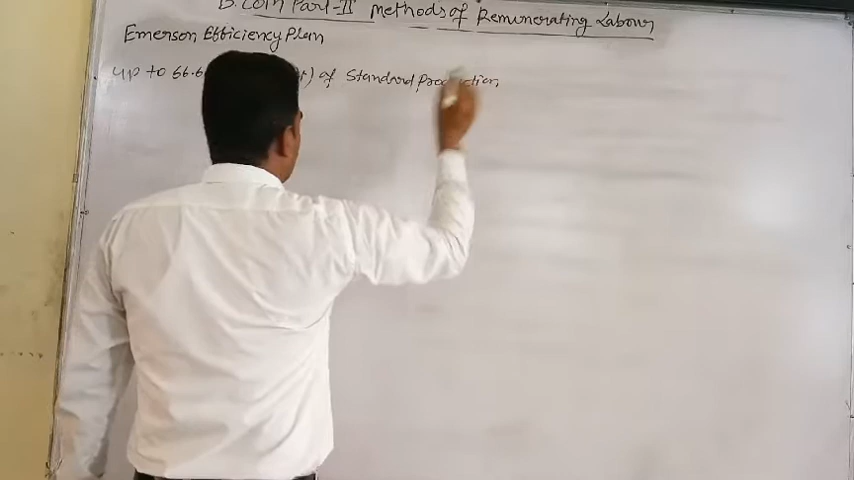 B.Com Part-II Methods of Remunerating Labour
Emerson Efficiency Plan
up to 66.6 of Standard Production,